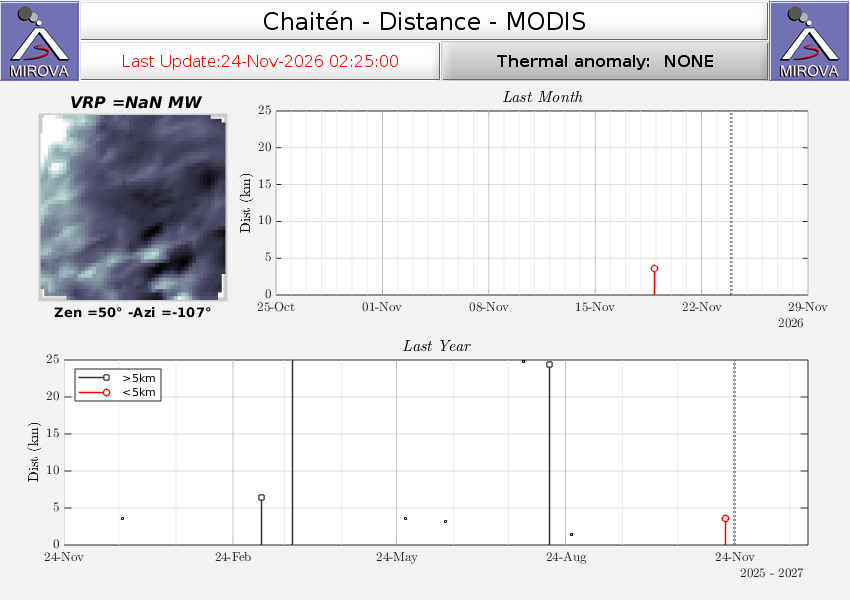 Chaitén - Distance - MODIS
MIROVA
MIROVA
Last Update:24-Nov-2026 02:25:00
Thermal anomaly: NONE
VRP =NaN MW
Zen =50° -Azi =-107°
Last Month
Dist (km)
25
20
15
10
5
0
25-Oct 01-Nov 08-Nov 15-Nov 22-Nov 29-Nov
2026
Last Year
Dist (km)
25
20
15
10
5
0
>5km
<5km
24-Nov 24-Feb 24-May 24-Aug 24-Nov
2025 - 2027